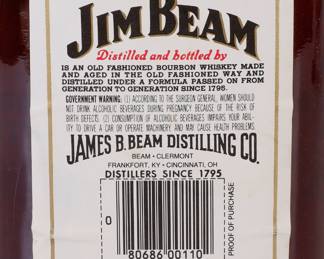 JIM BEAM
Distilled and bottled by
IS AN OLD FASHIONED BOURBON WHISKEY MADE
AND AGED IN THE OLD FASHIONED WAY AND
DISTILLED UNDER A FORMULA PASSED ON FROM
GENERATION TO GENERATION SINCE 1795.
GOVERNMENT WARNING: (1) ACCORDING TO THE SURGEON GENERAL, WOMEN SHOULD
NOT DRINK ALCOHOLIC BEVERAGES DURING PREGNANCY BECAUSE OF THE RISK OF
BIRTH DEFECTS. (2) CONSUMPTION OF ALCOHOLIC BEVERAGES IMPAIRS YOUR ABIL-
ITY TO DRIVE A CAR OR OPERATE MACHINERY, AND MAY CAUSE HEALTH PROBLEMS.
JAMES B. BEAM DISTILLING CO.
BEAM • CLERMONT
FRANKFORT, KY • CINCINNATI, OH
DISTILLERS SINCE 1795
0
80686 00110
PROOF OF PURCHASE